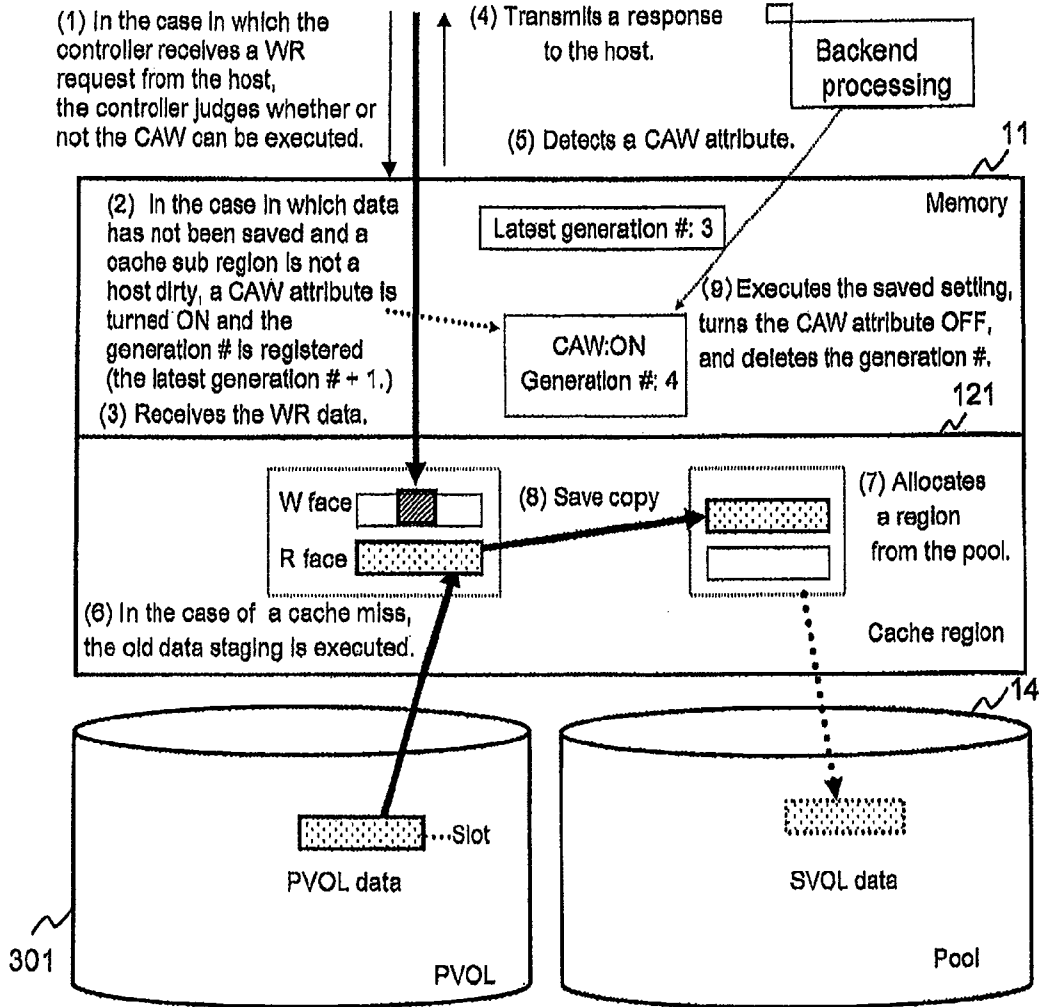 (1) In the case in which the
controller receives a WR
request from the host,
the controller judges whether or
not the CAW can be executed.
(4) Transmits a response
to the host.
Backend
processing
(5) Detects a CAW attribute.
11
(2) In the case in which data
has not been saved and a
cache sub region is not a
host dirty, a CAW attribute is
turned ON and the
generation # is registered
(the latest generation # + 1.)
(3) Receives the WR data.
Latest generation #: 3
Memory
CAW:ON
Generation #: 4
(9) Executes the saved setting,
turns the CAW attribute OFF,
and deletes the generation #.
121
W face
R face
(8) Save copy
(7) Allocates
a region
from the pool.
(6) In the case of a cache miss,
the old data staging is executed.
Cache region
14
Slot
PVOL data
SVOL data
301
PVOL
Pool